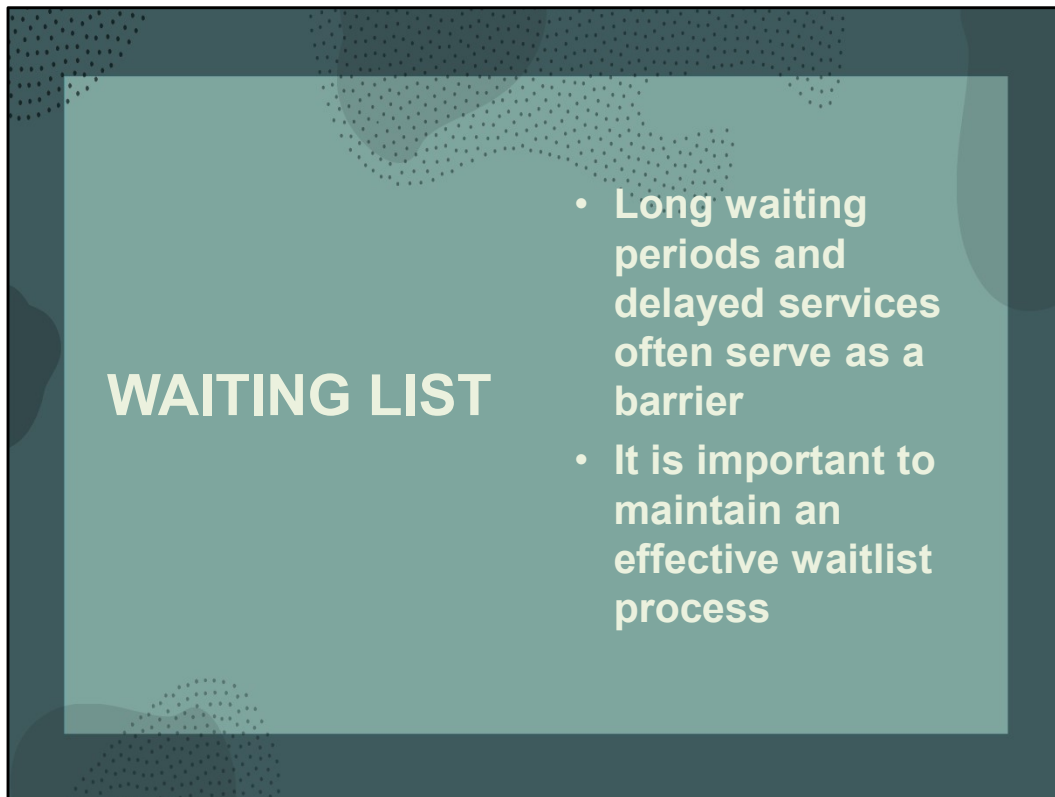 WAITING LIST
• Long waiting
periods and
delayed services
often serve as a
barrier
• It is important to
maintain an
effective waitlist
process